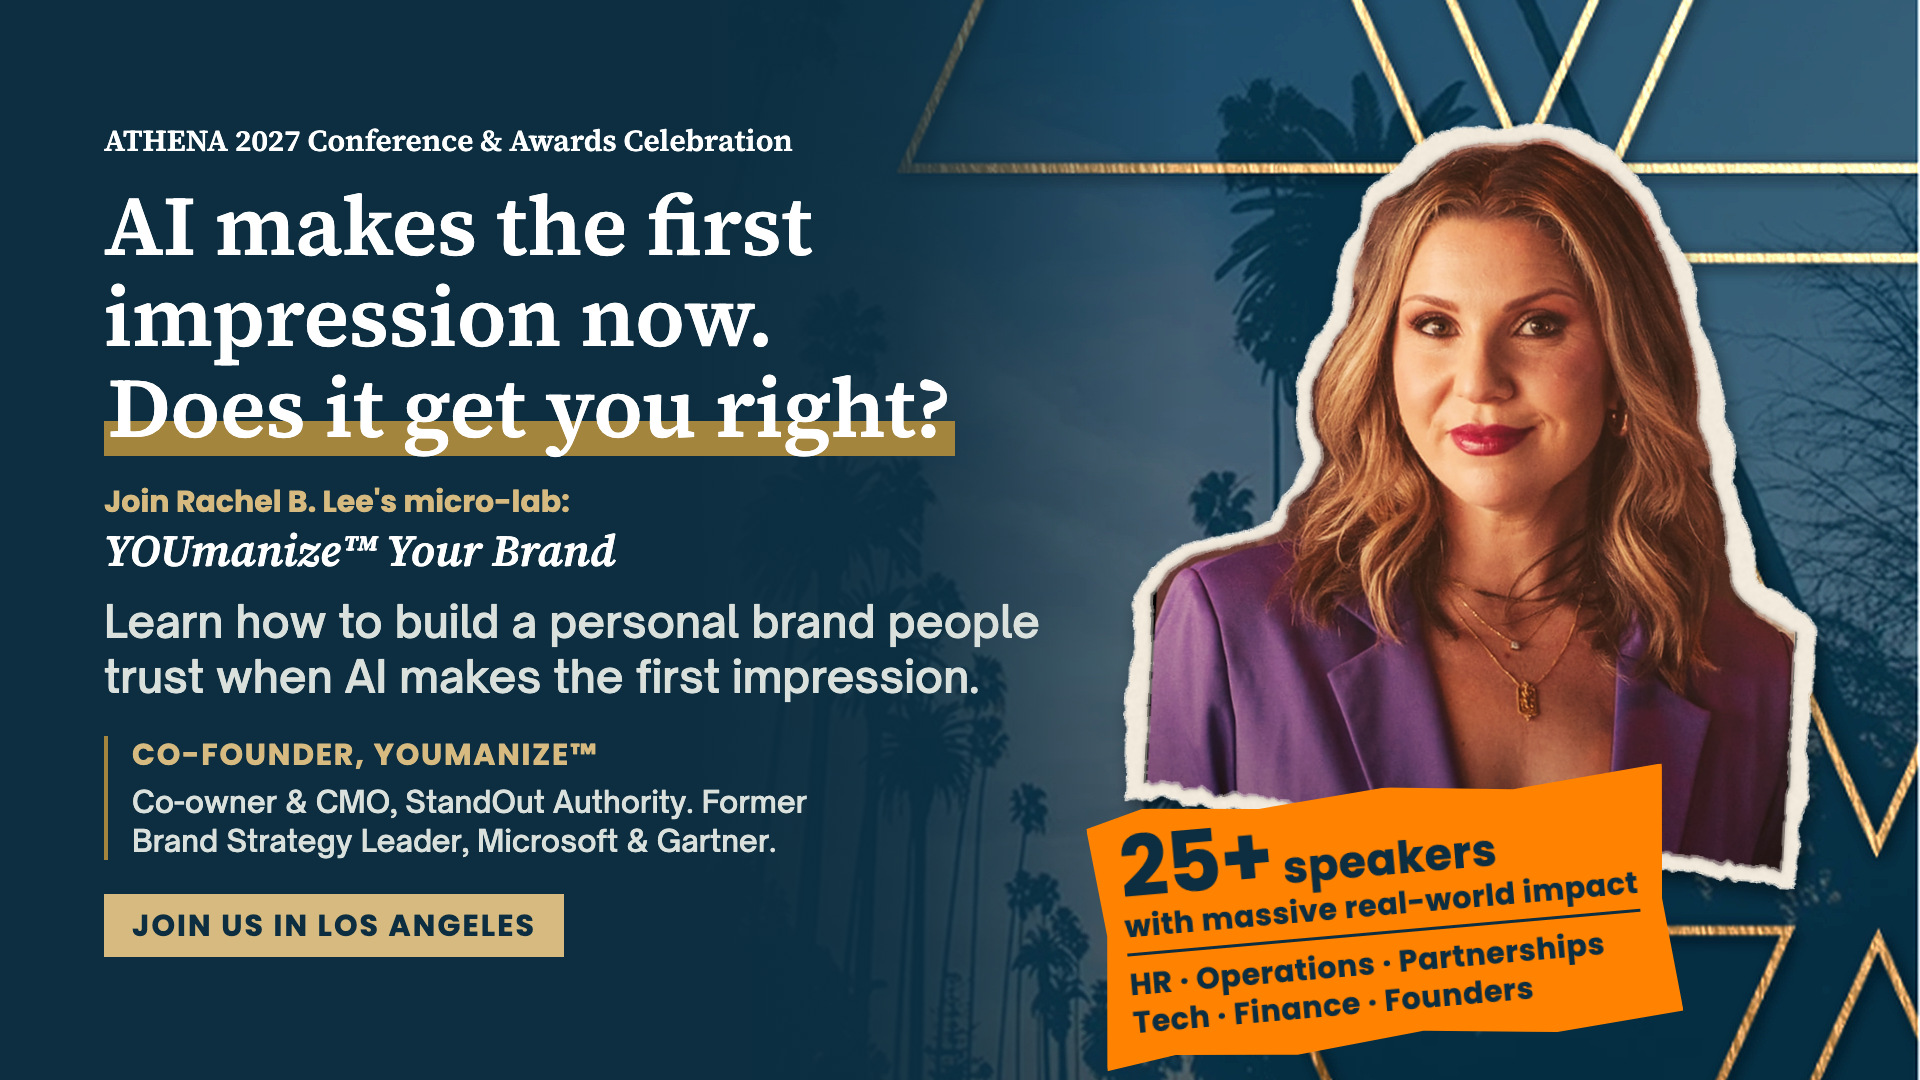 ATHENA 2027 Conference & Awards Celebration
AI makes the first
impression now.
Does it get you right?
Join Rachel B. Lee's micro-lab:
YOUmanize™ Your Brand
Learn how to build a personal brand people
trust when AI makes the first impression.
CO-FOUNDER, YOUMANIZE™
Co-owner & CMO, StandOut Authority. Former
Brand Strategy Leader, Microsoft & Gartner.
JOIN US IN LOS ANGELES
25+ speakers
with massive real-world impact
HR · Operations · Partnerships
Tech · Finance · Founders